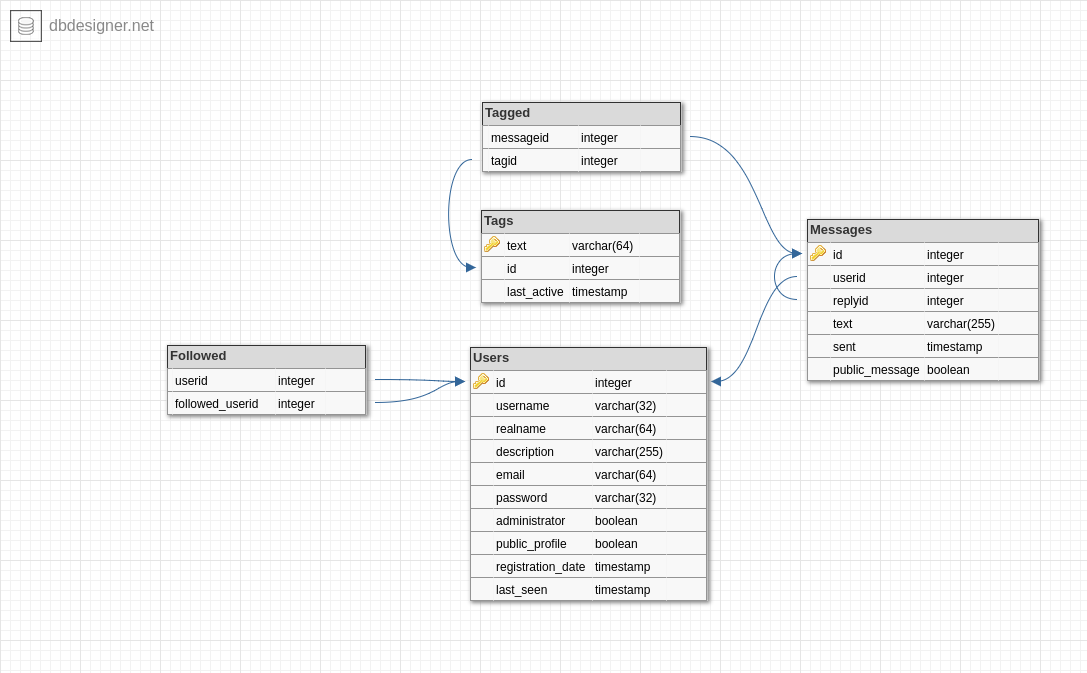 dbdesigner.net
Tagged
messageid integer
tagid integer
Tags
text varchar(64)
id integer
last_active timestamp
Messages
id integer
userid integer
replyid integer
text varchar(255)
sent timestamp
public_message boolean
Followed
userid integer
followed_userid integer
Users
id integer
username varchar(32)
realname varchar(64)
description varchar(255)
email varchar(64)
password varchar(32)
administrator boolean
public_profile boolean
registration_date timestamp
last_seen timestamp